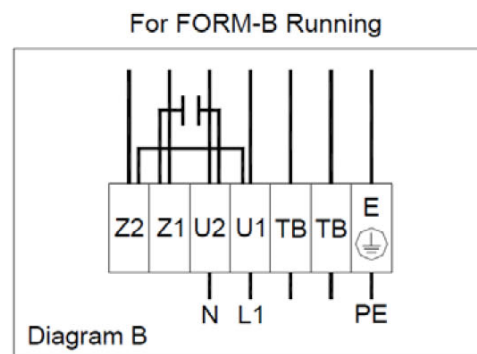 For FORM-B Running
E
Z2 Z1 U2 U1 TB TB
N L1 PE
Diagram B